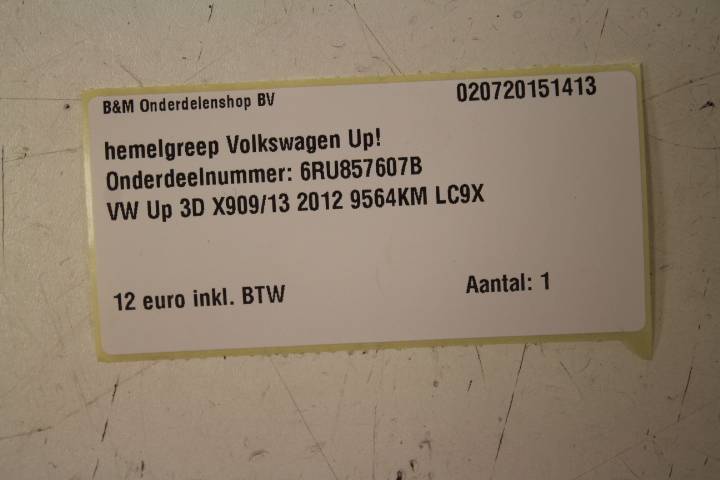 B&M Onderdelenshop BV 020720151413
hemelgreep Volkswagen Up!
Onderdeelnummer: 6RU857607B
VW Up 3D X909/13 2012 9564KM LC9X
12 euro inkl. BTW Aantal: 1